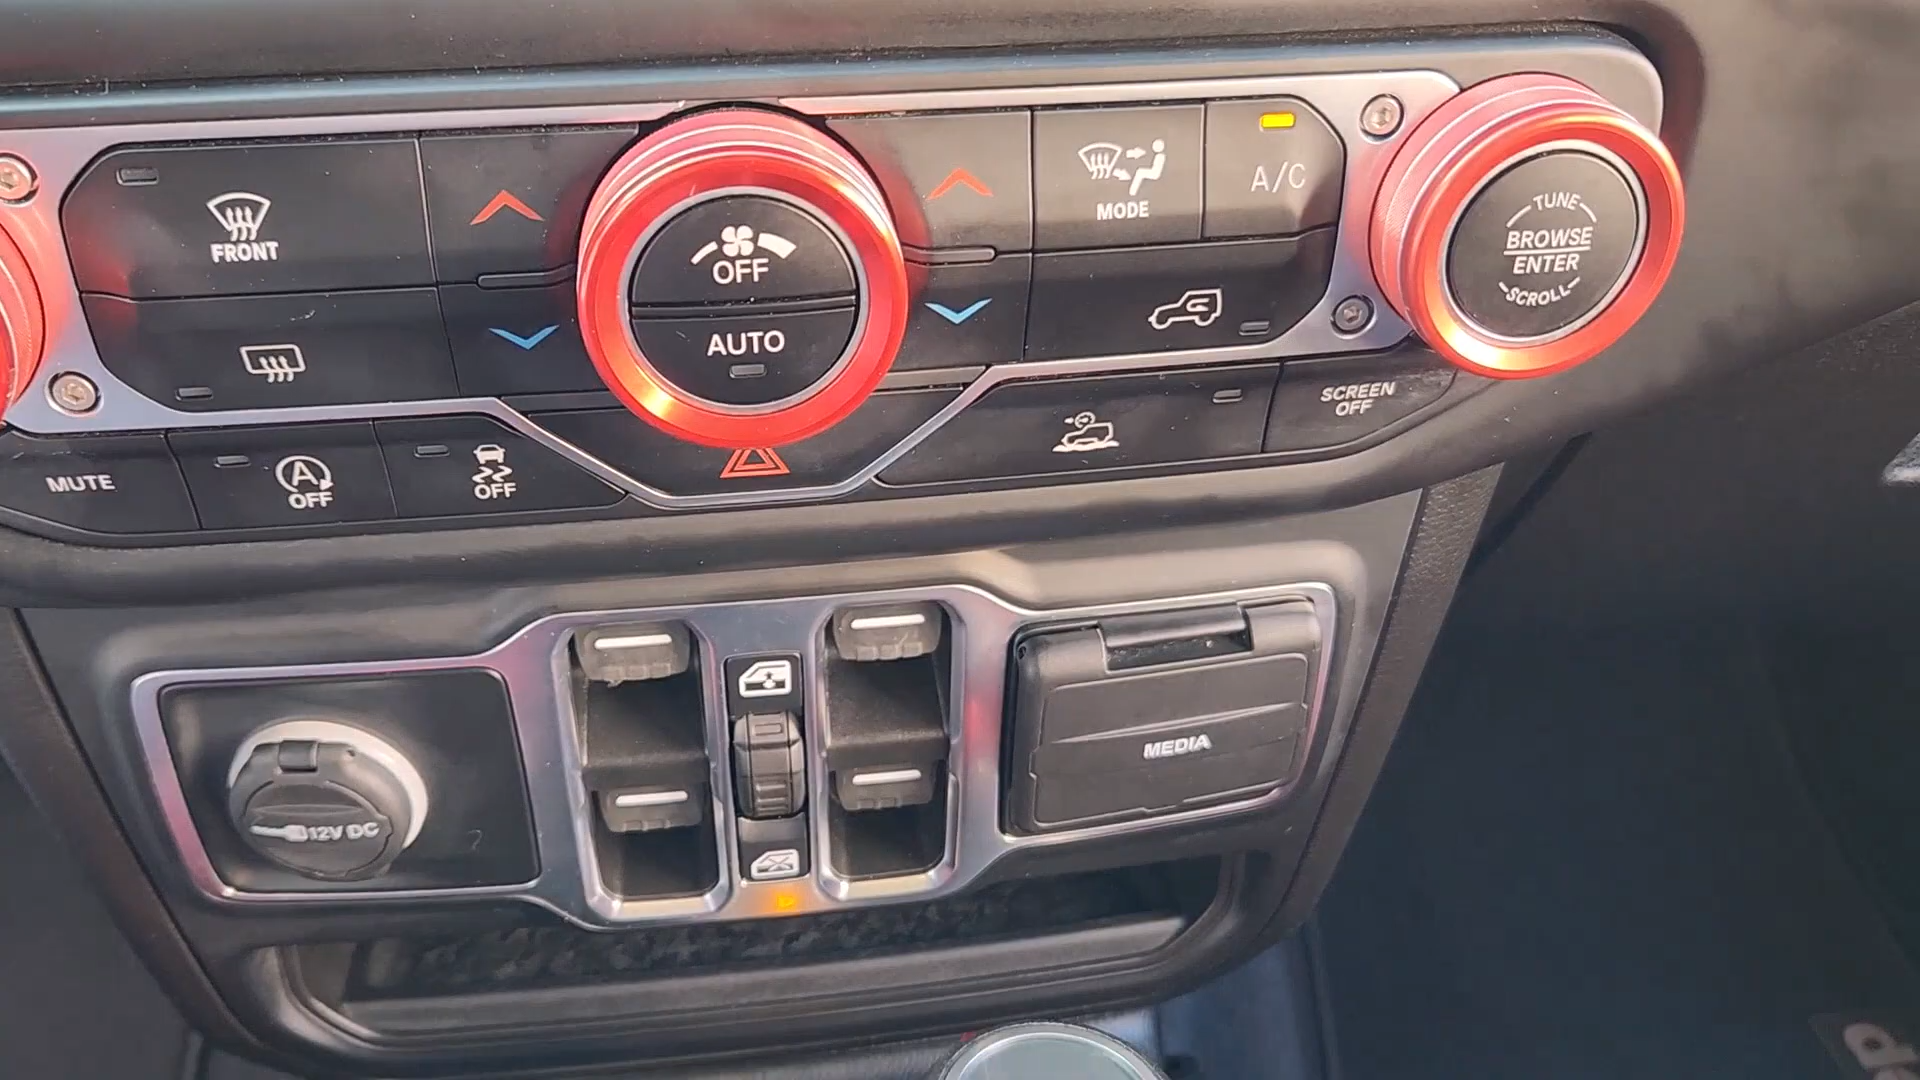 FRONT
OFF
AUTO
MODE
A/C
TUNE
BROWSE
ENTER
SCROLL
MUTE
A
OFF
OFF
SCREEN
OFF
12V DC
MEDIA